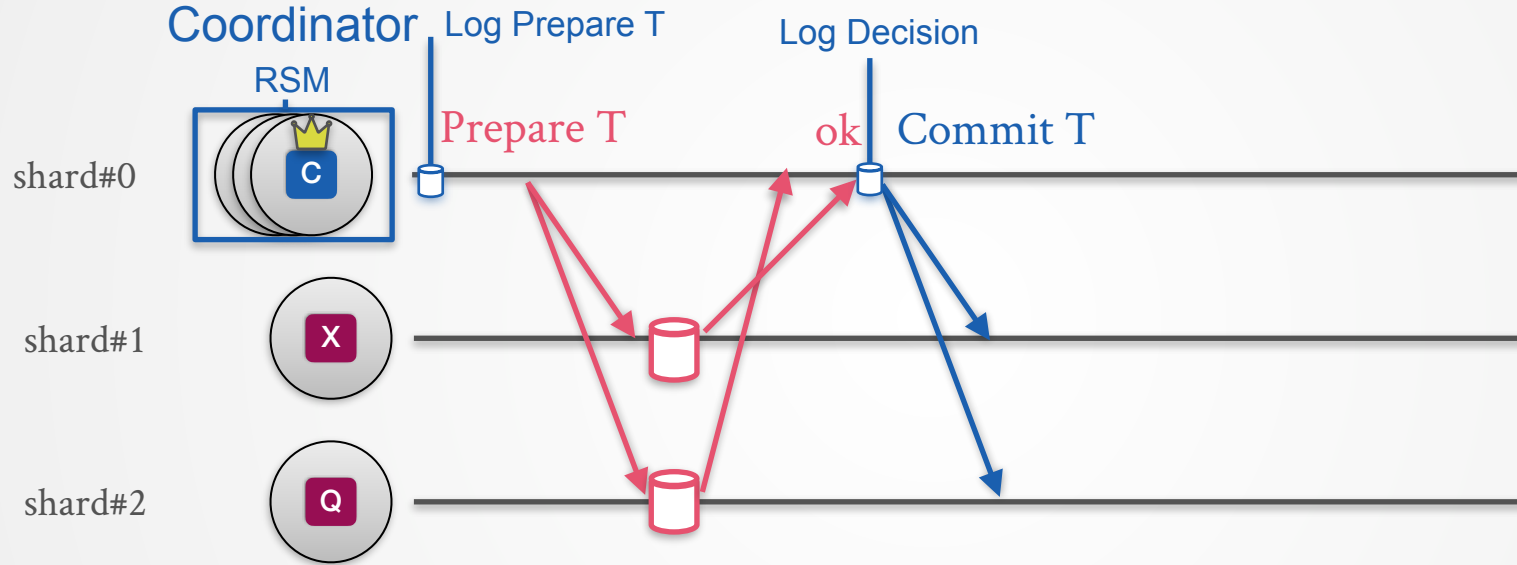 Coordinator
Log Prepare T
Log Decision
RSM
Prepare T
ok
Commit T
shard#0
C
shard#1
X
shard#2
Q